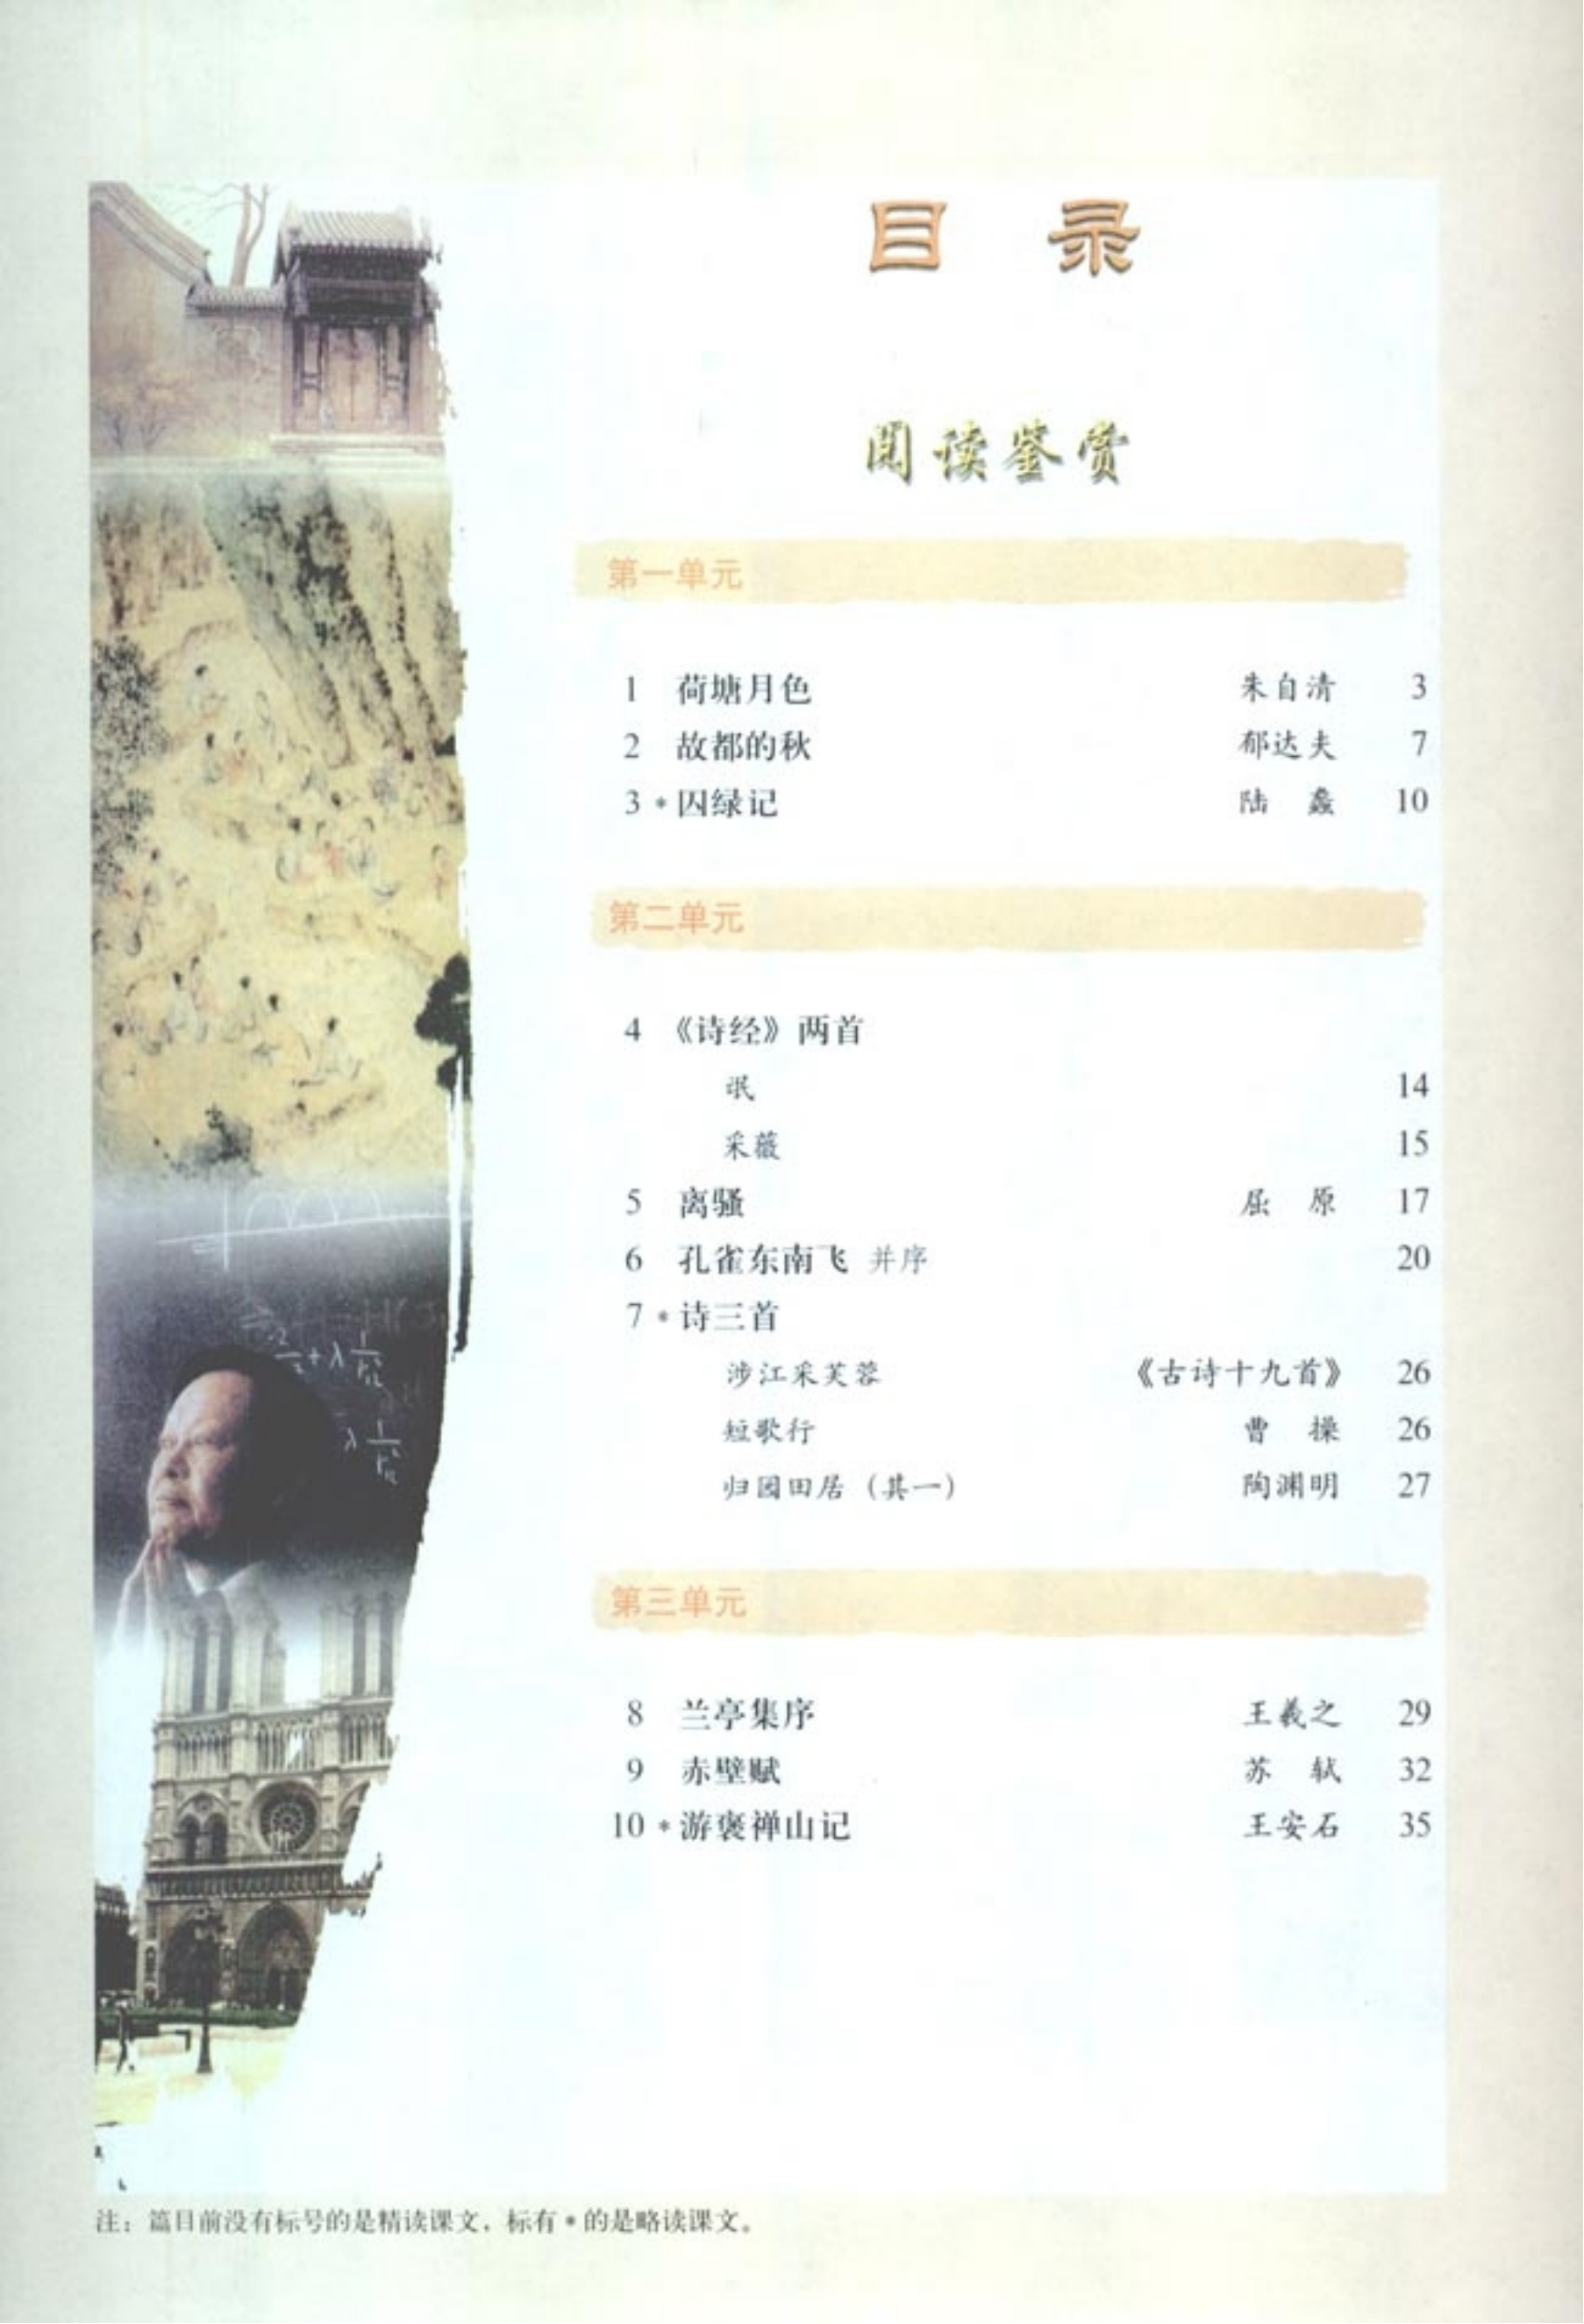 目 录
阅读鉴赏
第一单元
1 荷塘月色 朱自清 3
2 故都的秋 郁达夫 7
3 * 囚绿记 陆 蠡 10
第二单元
4 《诗经》两首
氓 14
采薇 15
5 离骚 屈 原 17
6 孔雀东南飞 并序 20
7 * 诗三首
涉江采芙蓉 《古诗十九首》 26
短歌行 曹 操 26
归园田居（其一） 陶渊明 27
第三单元
8 兰亭集序 王羲之 29
9 赤壁赋 苏 轼 32
10 * 游褒禅山记 王安石 35
注：篇目前没有标号的是精读课文，标有 * 的是略读课文。